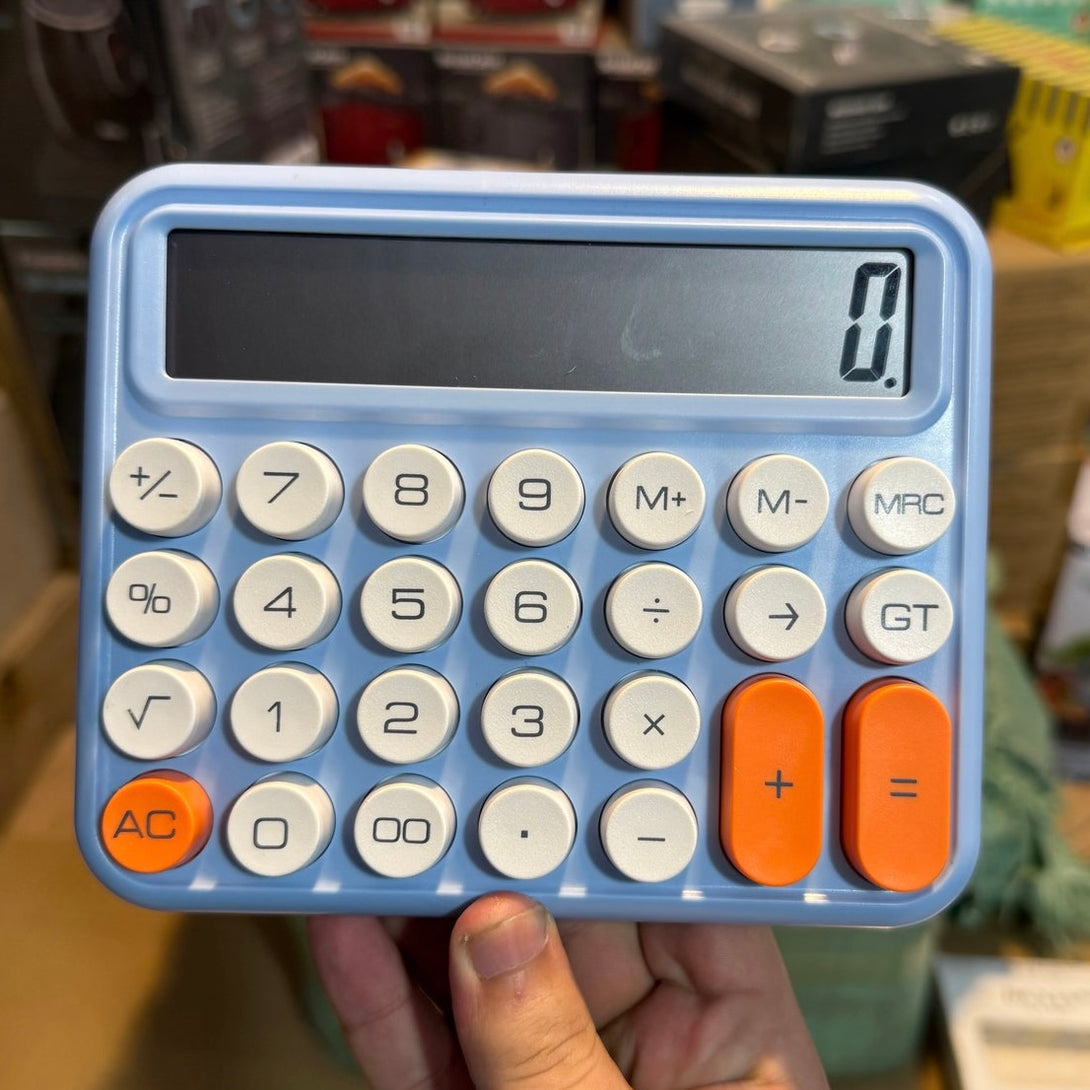 0.
+/- 7 8 9 M+ M- MRC
% 4 5 6 ÷ → GT
√ 1 2 3 ×
AC 0 00 . - + =